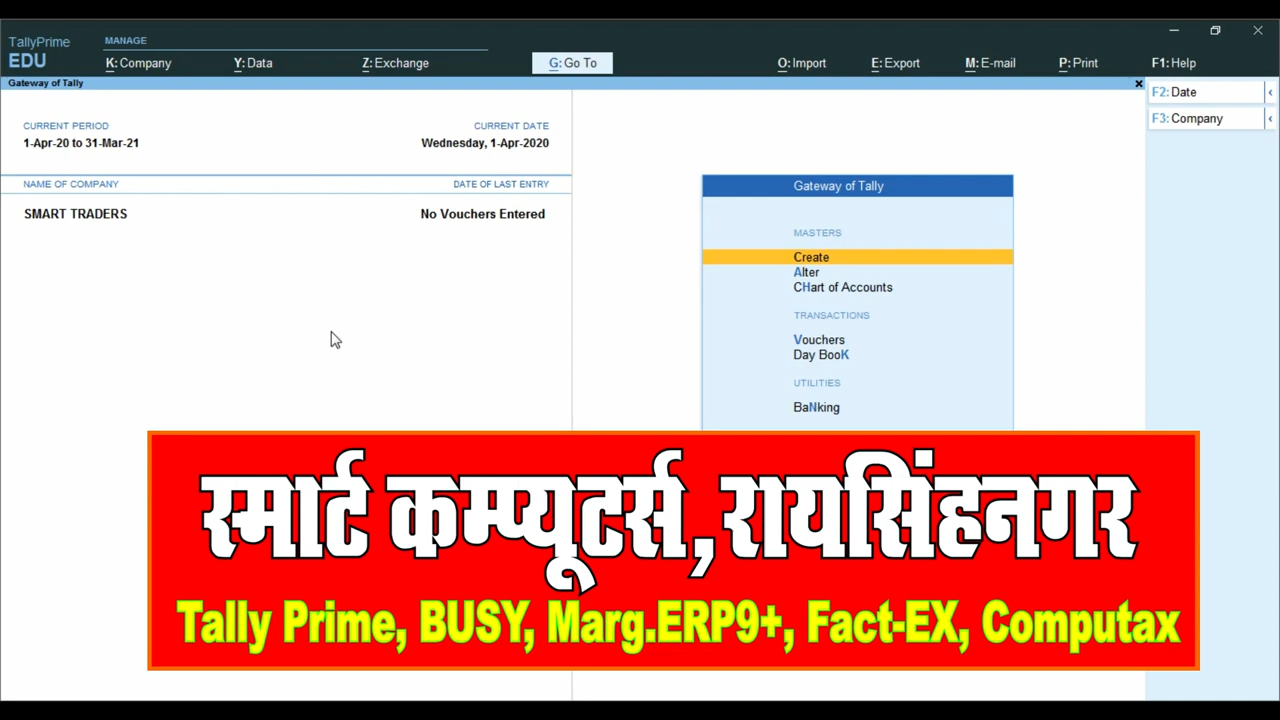 TallyPrime
EDU
MANAGE
K: Company
Y: Data
Z: Exchange
G: Go To
O: Import
E: Export
M: E-mail
P: Print
F1: Help
Gateway of Tally
F2: Date
F3: Company
CURRENT PERIOD
1-Apr-20 to 31-Mar-21
CURRENT DATE
Wednesday, 1-Apr-2020
NAME OF COMPANY
DATE OF LAST ENTRY
SMART TRADERS
No Vouchers Entered
Gateway of Tally
MASTERS
Create
Alter
CHart of Accounts
TRANSACTIONS
Vouchers
Day BooK
UTILITIES
BaNking
स्मार्ट कम्प्यूटर्स,रायसिंहनगर
Tally Prime, BUSY, Marg.ERP9+, Fact-EX, Computax